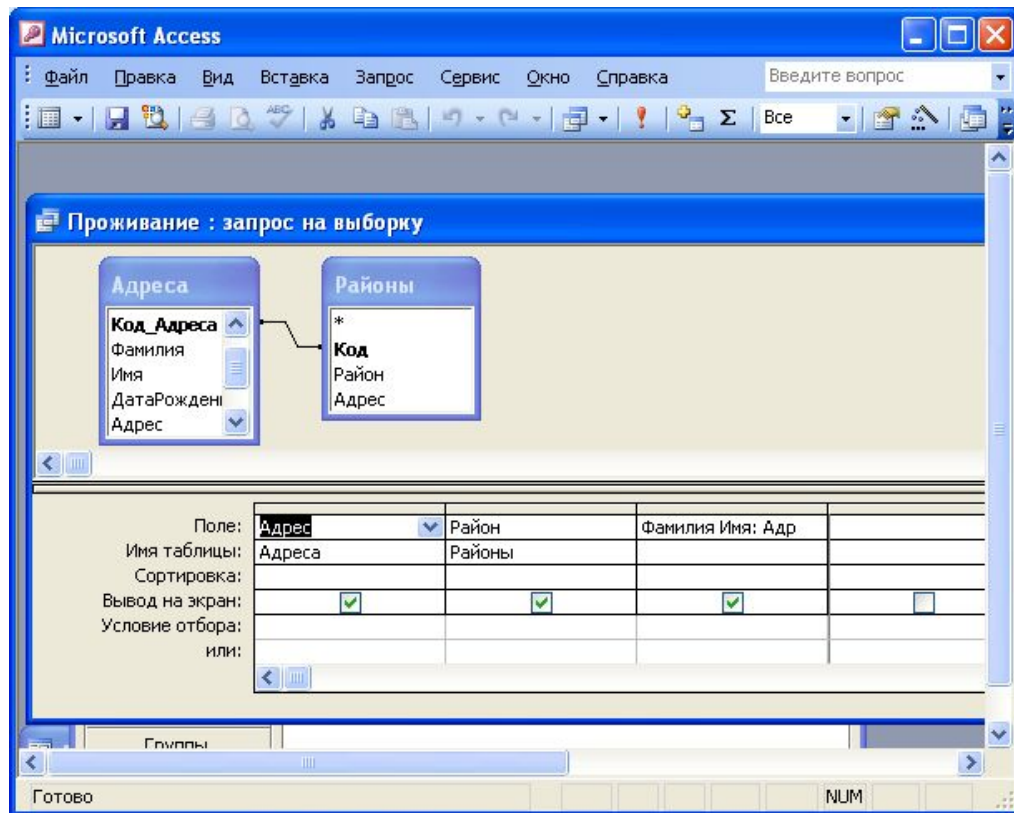 Microsoft Access
Файл Правка Вид Вставка Запрос Сервис Окно Справка Введите вопрос
ABC Σ Все
Проживание : запрос на выборку
Адреса Районы
Код_Адреса *
Фамилия Код
Имя Район
ДатаРождени Адрес
Адрес
Поле: Адрес Район Фамилия Имя: Адр
Имя таблицы: Адреса Районы
Сортировка:
Вывод на экран:
Условие отбора:
или:
Группы
Готово NUM